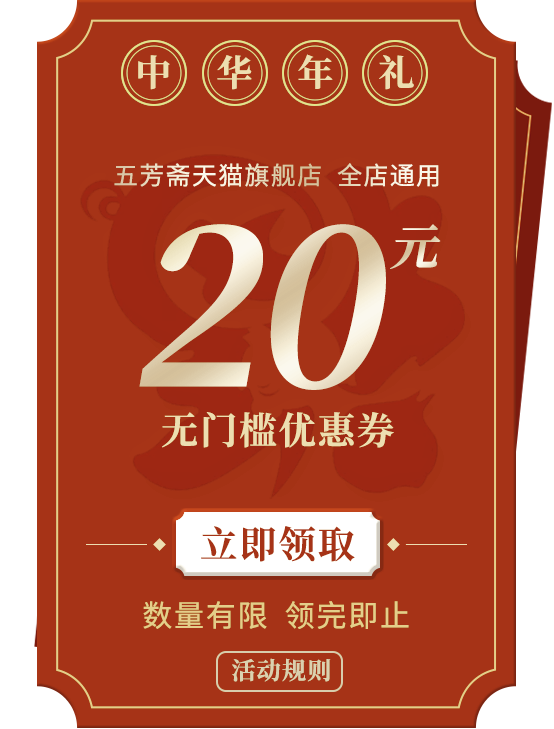 中华年礼
五芳斋天猫旗舰店 全店通用
20元
无门槛优惠券
立即领取
数量有限 领完即止
活动规则